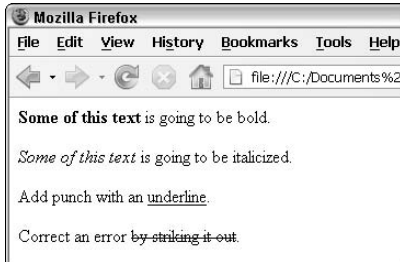 Mozilla Firefox
File Edit View History Bookmarks Tools Help
file:///C:/Documents%2
Some of this text is going to be bold.
Some of this text is going to be italicized.
Add punch with an underline.
Correct an error by striking it out.